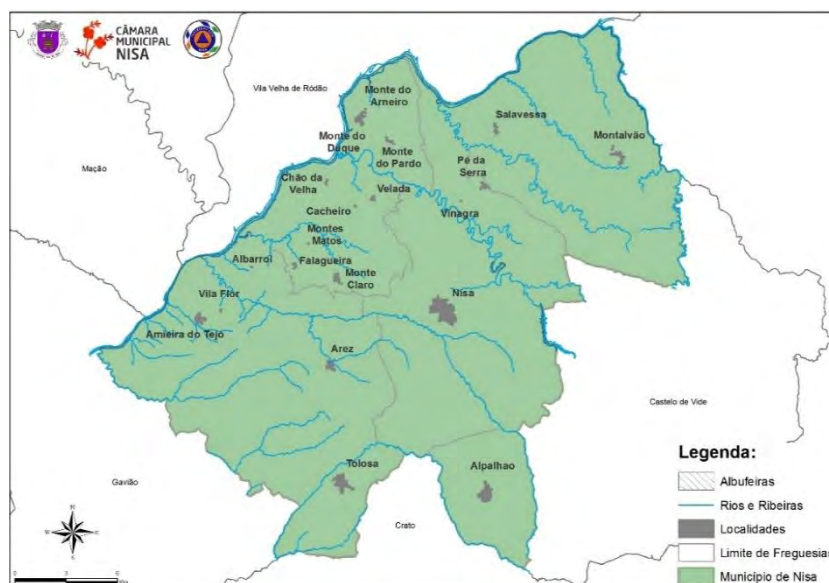 CÂMARA
MUNICIPAL
NISA
Vila Velha de Ródão
Monte do
Arneiro
Salavessa
Montalvão
Monte do
Duque
Monte
do Pardo
Pé da
Serra
Mação
Chão da
Velha
Velada
Cacheiro
Vinagra
Montes
Matos
Albarrol
Falagueira
Monte
Claro
Nisa
Vila Flor
Amieira do Tejo
Arez
Castelo de Vide
Tolosa
Alpalhao
Gavião
Crato
Legenda:
Albufeiras
Rios e Ribeiras
Localidades
Limite de Freguesias
Município de Nisa